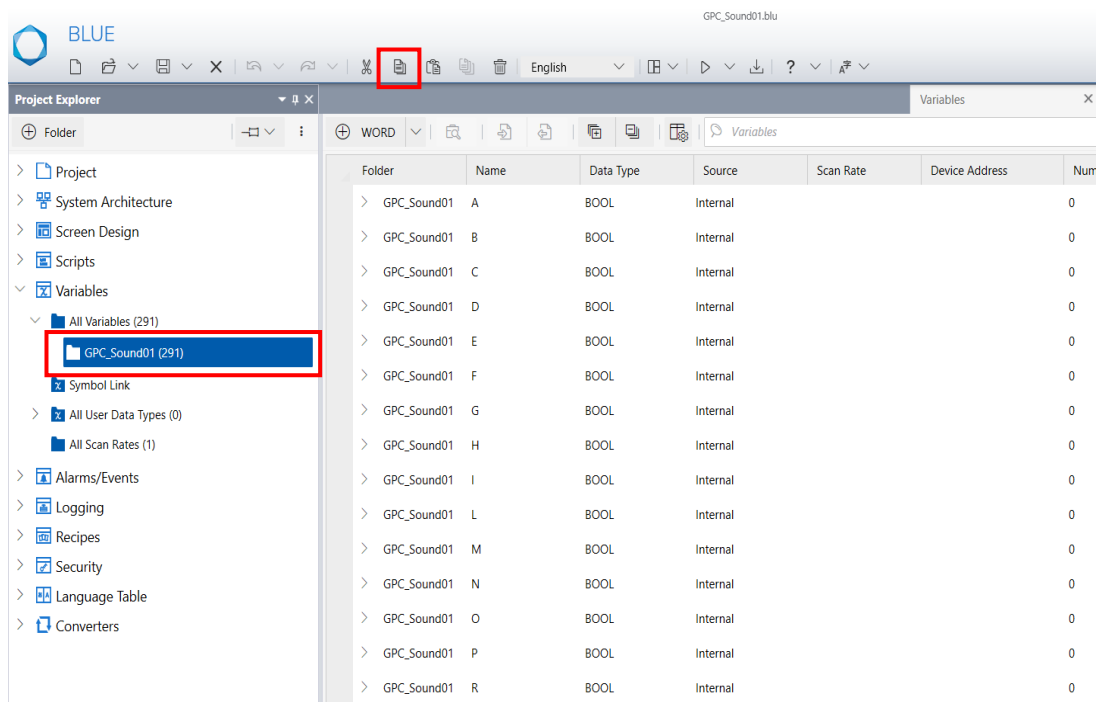 GPC_Sound01.blu
BLUE
English
?
Project Explorer
Variables
Folder
WORD
Variables
Folder Name Data Type Source Scan Rate Device Address Num
Project
System Architecture
Screen Design
Scripts
Variables
All Variables (291)
GPC_Sound01 (291)
Symbol Link
All User Data Types (0)
All Scan Rates (1)
Alarms/Events
Logging
Recipes
Security
Language Table
Converters
GPC_Sound01 A BOOL Internal 0
GPC_Sound01 B BOOL Internal 0
GPC_Sound01 C BOOL Internal 0
GPC_Sound01 D BOOL Internal 0
GPC_Sound01 E BOOL Internal 0
GPC_Sound01 F BOOL Internal 0
GPC_Sound01 G BOOL Internal 0
GPC_Sound01 H BOOL Internal 0
GPC_Sound01 I BOOL Internal 0
GPC_Sound01 L BOOL Internal 0
GPC_Sound01 M BOOL Internal 0
GPC_Sound01 N BOOL Internal 0
GPC_Sound01 O BOOL Internal 0
GPC_Sound01 P BOOL Internal 0
GPC_Sound01 R BOOL Internal 0